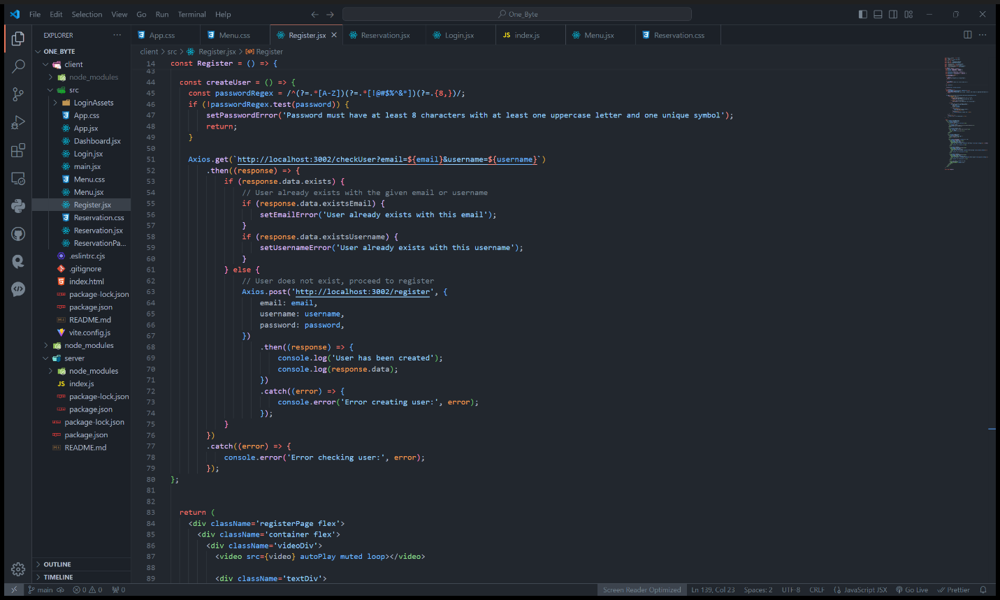 File Edit Selection View Go Run Terminal Help
One_Byte
EXPLORER
ONE_BYTE
client
node_modules
src
LoginAssets
App.css
App.jsx
Dashboard.jsx
Login.jsx
main.jsx
Menu.css
Menu.jsx
Register.jsx
Reservation.css
Reservation.jsx
ReservationPa...
.eslintrc.cjs
.gitignore
index.html
package-lock.json
package.json
README.md
vite.config.js
node_modules
server
node_modules
JS index.js
package-lock.json
package.json
package-lock.json
package.json
README.md
OUTLINE
TIMELINE
App.css Menu.css Register.jsx Reservation.jsx Login.jsx JS index.js Menu.jsx Reservation.css
client > src > Register.jsx > Register
14 const Register = () => {
43
44 const createUser = () => {
45 const passwordRegex = /^(?=.*[A-Z])(?=.*[!@#$%^&*])(?=.{8,})/;
46 if (!passwordRegex.test(password)) {
47 setPasswordError('Password must have at least 8 characters with at least one uppercase letter and one unique symbol');
48 return;
49 }
50
51 Axios.get(`http://localhost:3002/checkUser?email=${email}&username=${username}`)
52 .then((response) => {
53 if (response.data.exists) {
54 // User already exists with the given email or username
55 if (response.data.existsEmail) {
56 setEmailError('User already exists with this email');
57 }
58 if (response.data.existsUsername) {
59 setUsernameError('User already exists with this username');
60 }
61 } else {
62 // User does not exist, proceed to register
63 Axios.post('http://localhost:3002/register', {
64 email: email,
65 username: username,
66 password: password,
67 })
68 .then((response) => {
69 console.log('User has been created');
70 console.log(response.data);
71 })
72 .catch((error) => {
73 console.error('Error creating user:', error);
74 });
75 }
76 })
77 .catch((error) => {
78 console.error('Error checking user:', error);
79 });
80 };
81
82
83 return (
84 <div className='registerPage flex'>
85 <div className='container flex'>
86 <div className='videoDiv'>
87 <video src={video} autoPlay muted loop></video>
88
89 <div className='textDiv'>
main 0 0 0 Screen Reader Optimized Ln 139, Col 23 Spaces: 2 UTF-8 CRLF JavaScript JSX Go Live Prettier